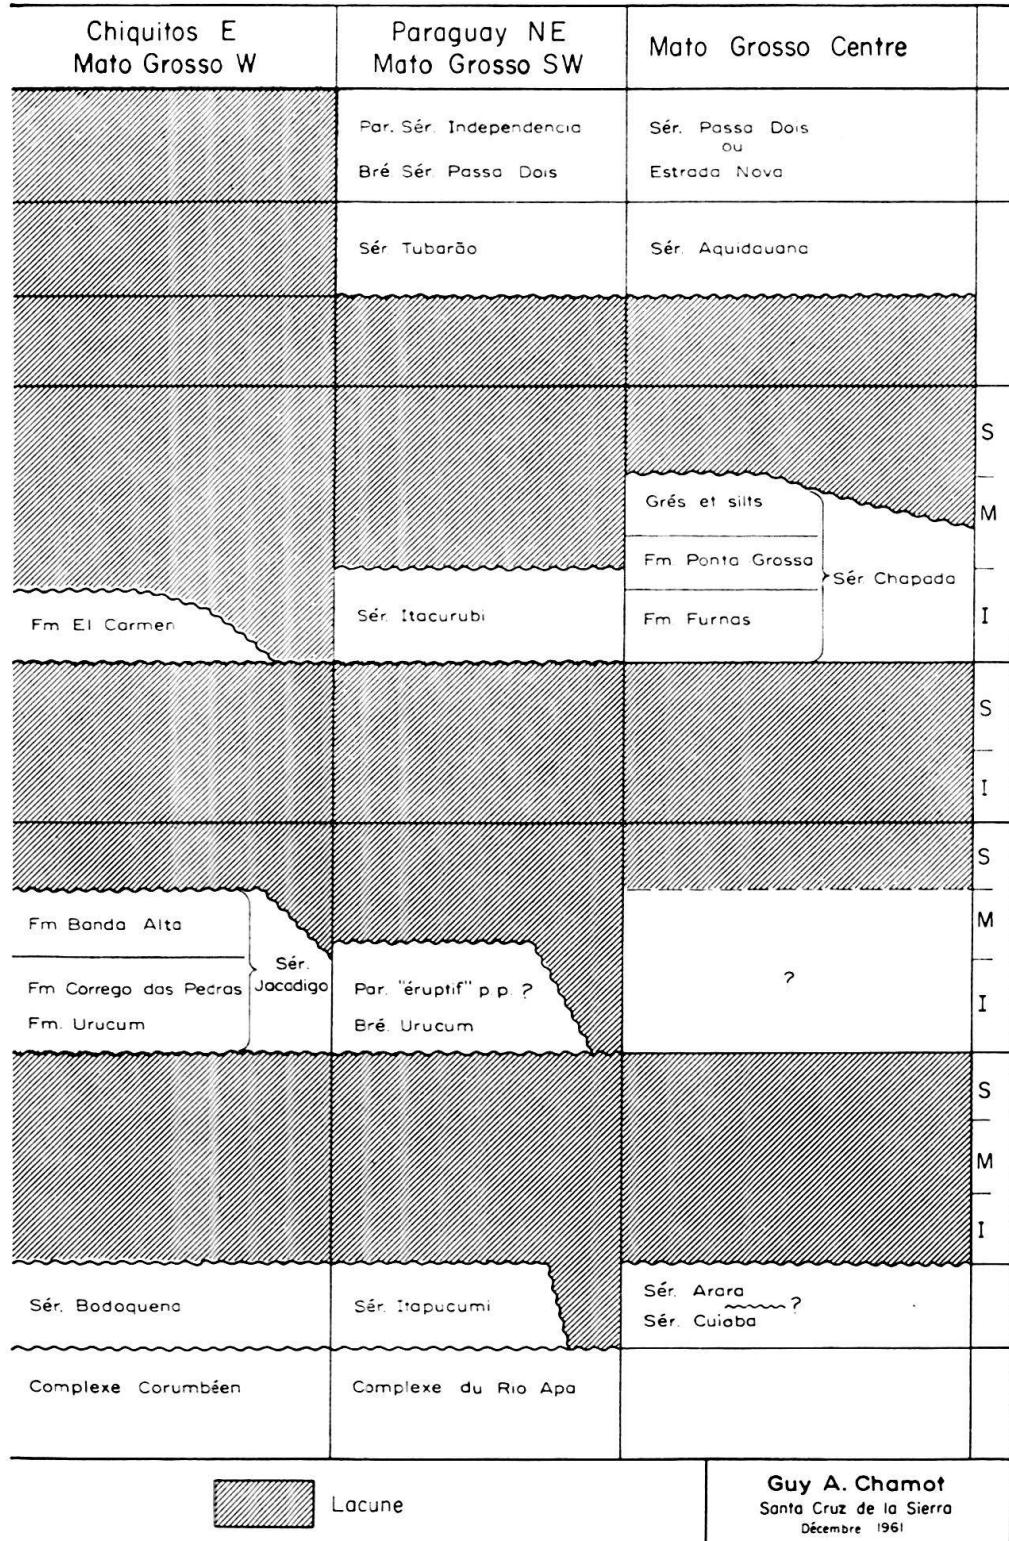 Chiquitos E
Mato Grosso W
Paraguay NE
Mato Grosso SW
Mato Grosso Centre
Par. Sér. Independencia
Bré. Sér. Passa Dois
Sér. Passa Dois
ou
Estrada Nova
Sér. Tubarão
Sér. Aquidauana
S
M
I
Grés et silts
Fm. Ponta Grossa
Fm. Furnas
Sér. Chapada
Fm El Carmen
Sér. Itacurubi
S
I
S
M
I
Fm Banda Alta
Fm Corrego das Pedras
Fm. Urucum
Sér.
Jacadigo
Par. "éruptif" p.p. ?
Bré. Urucum
?
S
M
I
Sér. Bodoquena
Sér. Itapucumi
Sér. Arara
?
Sér. Cuiaba
Complexe Corumbéen
Complexe du Rio Apa
Lacune
Guy A. Chamot
Santa Cruz de la Sierra
Décembre 1961